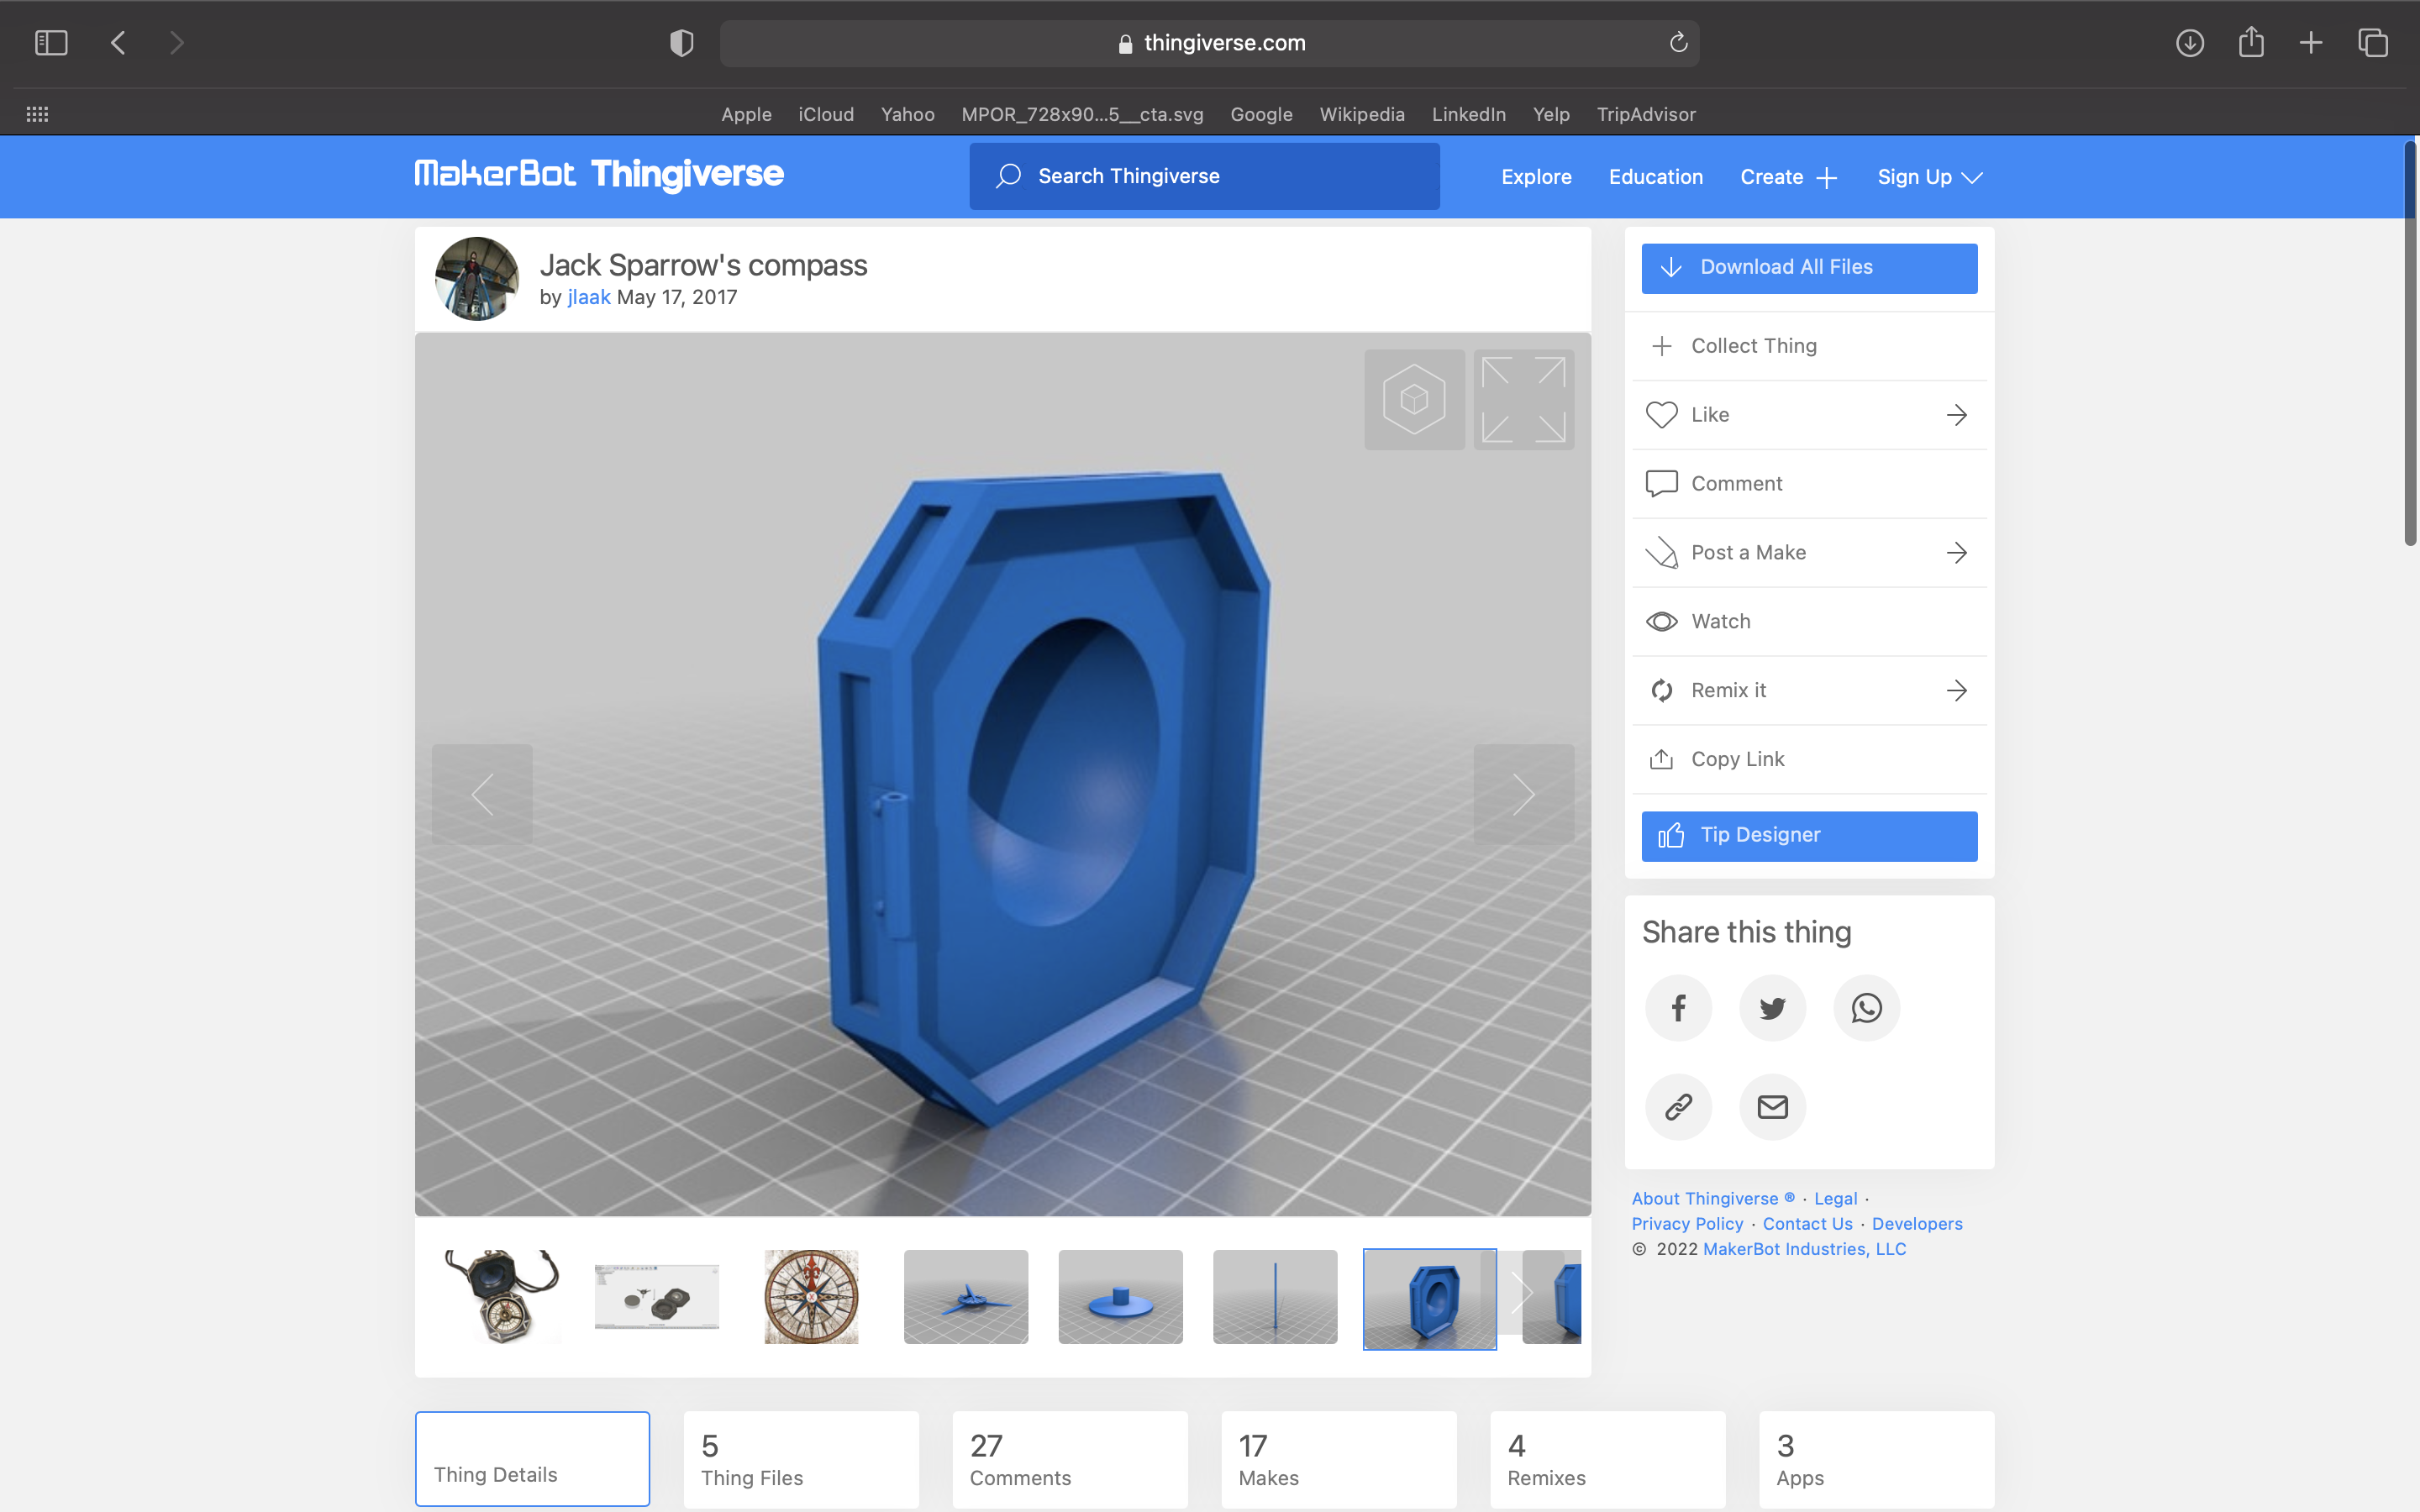 thingiverse.com
Apple iCloud Yahoo MPOR_728x90...5__cta.svg Google Wikipedia LinkedIn Yelp TripAdvisor
MakerBot Thingiverse
Search Thingiverse
Explore Education Create Sign Up
Jack Sparrow's compass
by jlaak May 17, 2017
Download All Files
Collect Thing
Like
Comment
Post a Make
Watch
Remix it
Copy Link
Tip Designer
Share this thing
About Thingiverse ® · Legal ·
Privacy Policy · Contact Us · Developers
© 2022 MakerBot Industries, LLC
Thing Details
5
Thing Files
27
Comments
17
Makes
4
Remixes
3
Apps